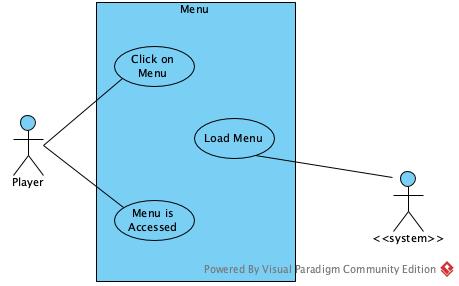 Menu
Click on
Menu
Load Menu
Player
Menu is
Accessed
<<system>>
Powered By Visual Paradigm Community Edition